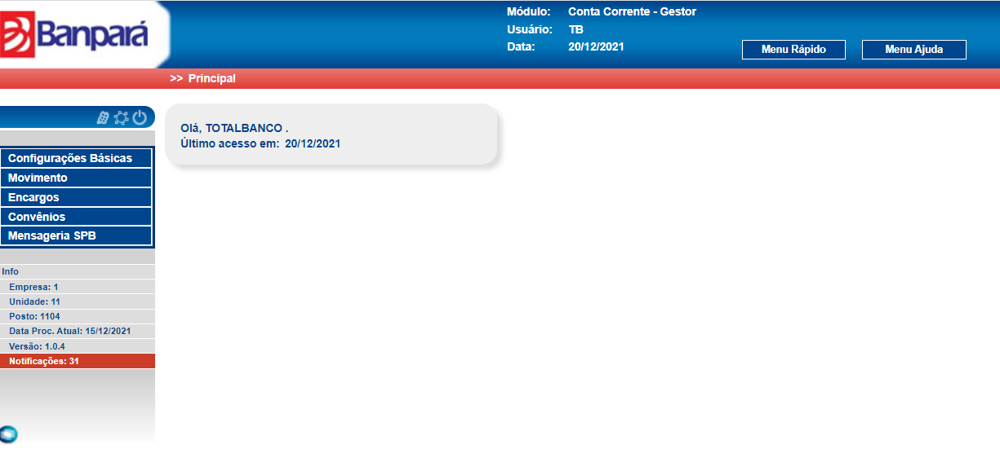 Banpará
Módulo: Conta Corrente - Gestor
Usuário: TB
Data: 20/12/2021
Menu Rápido
Menu Ajuda
>> Principal
Olá, TOTALBANCO .
Último acesso em: 20/12/2021
Configurações Básicas
Movimento
Encargos
Convênios
Mensageria SPB
Info
Empresa: 1
Unidade: 11
Posto: 1104
Data Proc. Atual: 15/12/2021
Versão: 1.0.4
Notificações: 31